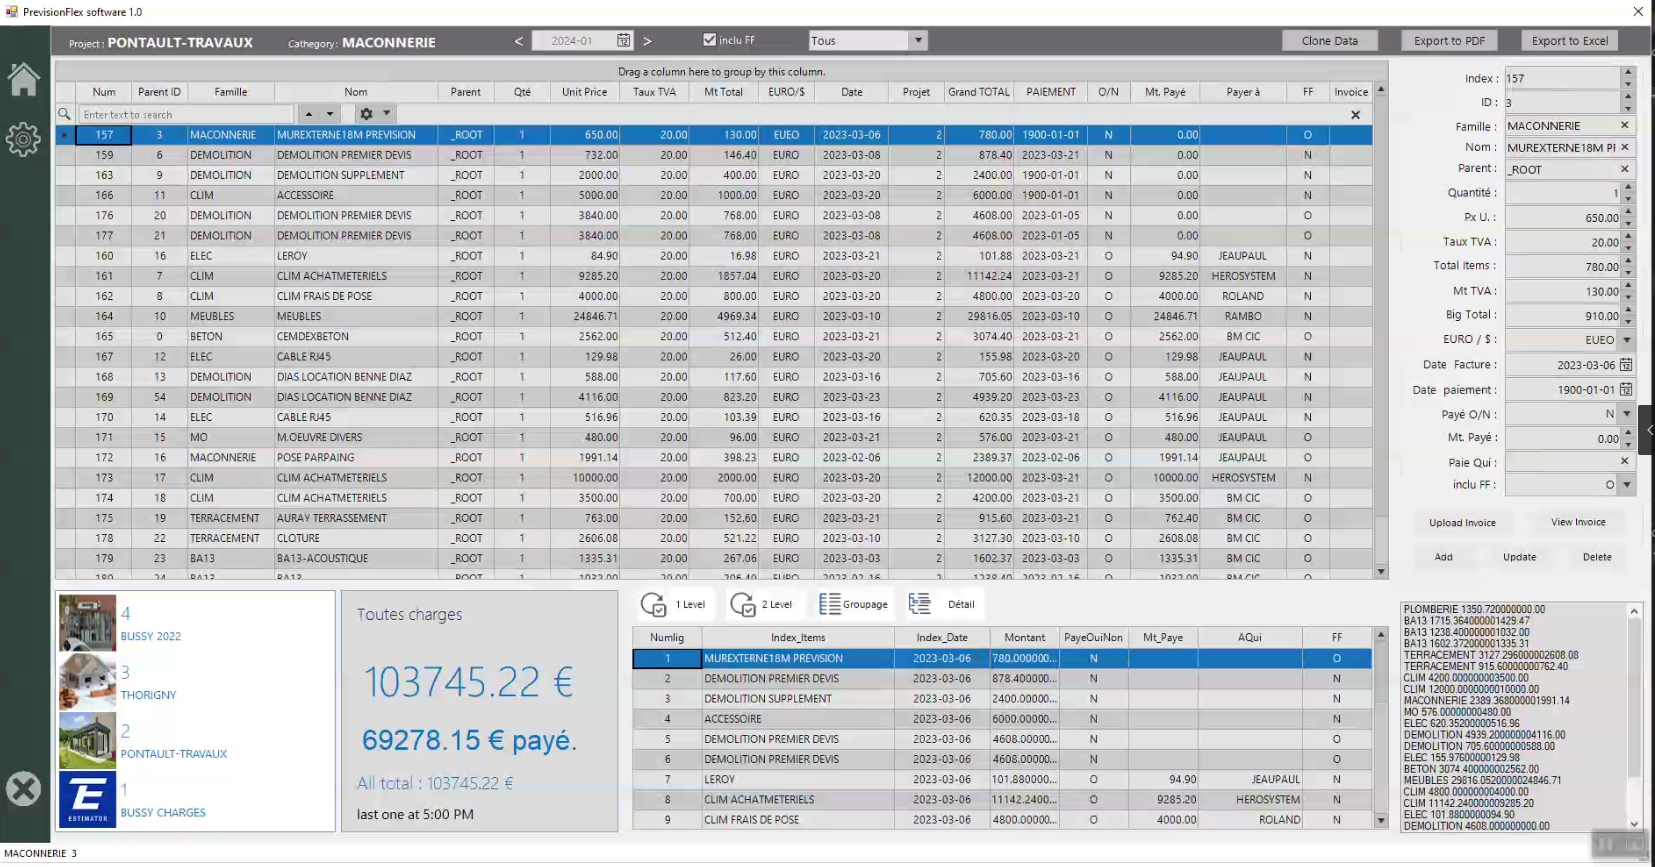 PrevisionFlex software 1.0
Project : PONTAULT-TRAVAUX Cathegory : MACONNERIE < 2024-01 > inclu FF Tous Clone Data Export to PDF Export to Excel
Drag a column here to group by this column.
Num Parent ID Famille Nom Parent Qté Unit Price Taux TVA Mt Total EURO/$ Date Projet Grand TOTAL PAIEMENT O/N Mt. Payé Payer à FF Invoice
Enter text to search
157 3 MACONNERIE MUREXTERNE18M PREVISION _ROOT 1 650.00 20.00 130.00 EUEO 2023-03-06 2 780.00 1900-01-01 N 0.00 O
159 6 DEMOLITION DEMOLITION PREMIER DEVIS _ROOT 1 732.00 20.00 146.40 EURO 2023-03-08 2 878.40 2023-03-21 N 0.00 N
163 9 DEMOLITION DEMOLITION SUPPLEMENT _ROOT 1 2000.00 20.00 400.00 EURO 2023-03-08 2 2400.00 1900-01-01 N 0.00 N
166 11 CLIM ACCESSOIRE _ROOT 1 5000.00 20.00 1000.00 EURO 2023-03-20 2 6000.00 1900-01-01 N 0.00 N
176 20 DEMOLITION DEMOLITION PREMIER DEVIS _ROOT 1 3840.00 20.00 768.00 EURO 2023-03-08 2 4608.00 2023-01-05 N 0.00 O
177 21 DEMOLITION DEMOLITION PREMIER DEVIS _ROOT 1 3840.00 20.00 768.00 EURO 2023-03-08 2 4608.00 2023-01-05 N 0.00 O
160 16 ELEC LEROY _ROOT 1 84.90 20.00 16.98 EURO 2023-03-21 2 101.88 2023-03-21 O 94.90 JEAUPAUL N
161 7 CLIM CLIM ACHATMETERIELS _ROOT 1 9285.20 20.00 1857.04 EURO 2023-03-20 2 11142.24 2023-03-21 O 9285.20 HEROSYSTEM N
162 8 CLIM CLIM FRAIS DE POSE _ROOT 1 4000.00 20.00 800.00 EURO 2023-03-20 2 4800.00 2023-03-20 O 4000.00 ROLAND N
164 10 MEUBLES MEUBLES _ROOT 1 24846.71 20.00 4969.34 EURO 2023-03-10 2 29816.05 2023-03-10 O 24846.71 RAMBO N
165 0 BETON CEMDEXBETON _ROOT 1 2562.00 20.00 512.40 EURO 2023-03-20 2 3074.40 2023-03-20 O 2562.00 BM CIC O
167 12 ELEC CABLE RJ45 _ROOT 1 129.98 20.00 26.00 EURO 2023-03-20 2 155.98 2023-03-20 O 129.98 JEAUPAUL N
168 13 DEMOLITION DIAS LOCATION BENNE DIAZ _ROOT 1 588.00 20.00 117.60 EURO 2023-03-16 2 705.60 2023-03-16 O 588.00 JEAUPAUL N
169 54 DEMOLITION DIAS LOCATION BENNE DIAZ _ROOT 1 4116.00 20.00 823.20 EURO 2023-03-23 2 4939.20 2023-03-23 O 4116.00 JEAUPAUL N
170 14 ELEC CABLE RJ45 _ROOT 1 516.96 20.00 103.39 EURO 2023-03-16 2 620.35 2023-03-18 O 516.96 JEAUPAUL N
171 15 MO M.OEUVRE DIVERS _ROOT 1 480.00 20.00 96.00 EURO 2023-03-21 2 576.00 2023-03-21 O 480.00 JEAUPAUL N
172 16 MACONNERIE POSE PARPAING _ROOT 1 1991.14 20.00 398.23 EURO 2023-02-06 2 2389.37 2023-02-06 O 1991.14 JEAUPAUL O
173 17 CLIM CLIM ACHATMETERIELS _ROOT 1 10000.00 20.00 2000.00 EURO 2023-03-20 2 12000.00 2023-03-21 O 10000.00 HEROSYSTEM N
174 18 CLIM CLIM ACHATMETERIELS _ROOT 1 3500.00 20.00 700.00 EURO 2023-03-20 2 4200.00 2023-03-21 O 3500.00 BM CIC O
175 19 TERRACEMENT AURAY TERRASSEMENT _ROOT 1 763.00 20.00 152.60 EURO 2023-03-21 2 915.60 2023-03-21 O 762.40 BM CIC O
178 22 TERRACEMENT CLOTURE _ROOT 1 2606.08 20.00 521.22 EURO 2023-03-10 2 3127.30 2023-03-10 O 2608.08 BM CIC O
179 23 BA13 BA13-ACOUSTIQUE _ROOT 1 1335.31 20.00 267.06 EURO 2023-03-03 2 1602.37 2023-03-03 O 1335.31 BM CIC O
180 24 BA13 BA13 _ROOT 1 1032.00 20.00 206.40 EURO 2023-02-16 2 1238.40 2023-02-16 O 1032.00 BM CIC O
Index : 157
ID : 3
Famille : MACONNERIE
Nom : MUREXTERNE18M PI
Parent : _ROOT
Quantité : 1
Px U. : 650.00
Taux TVA : 20.00
Total Items : 780.00
Mt TVA : 130.00
Big Total : 910.00
EURO / $ : EUEO
Date Facture : 2023-03-06
Date paiement : 1900-01-01
Payé O/N : N
Mt. Payé : 0.00
Paie Qui :
inclu FF : O
Upload Invoice View Invoice
Add Update Delete
4
BUSSY 2022
3
THORIGNY
2
PONTAULT-TRAVAUX
E
ESTIMATOR
1
BUSSY CHARGES
Toutes charges
103745.22 €
69278.15 € payé.
All total : 103745.22 €
last one at 5:00 PM
1 Level 2 Level Groupage Détail
Numlig Index_Items Index_Date Montant PayeOuiNon Mt_Paye AQui FF
1 MUREXTERNE18M PREVISION 2023-03-06 780.000000... N O
2 DEMOLITION PREMIER DEVIS 2023-03-06 878.400000... N N
3 DEMOLITION SUPPLEMENT 2023-03-06 2400.00000... N N
4 ACCESSOIRE 2023-03-06 6000.00000... N N
5 DEMOLITION PREMIER DEVIS 2023-03-06 4608.00000... N O
6 DEMOLITION PREMIER DEVIS 2023-03-06 4608.00000... N O
7 LEROY 2023-03-06 101.880000... O 94.90 JEAUPAUL N
8 CLIM ACHATMETERIELS 2023-03-06 11142.2400... O 9285.20 HEROSYSTEM N
9 CLIM FRAIS DE POSE 2023-03-06 4800.00000... O 4000.00 ROLAND N
PLOMBERIE 1350.720000000.00
BA13 1715.3640000001429.47
BA13 1238.4000000001032.00
BA13 1602.3720000001335.31
TERRACEMENT 3127.2960000002608.08
TERRACEMENT 915.60000000762.40
CLIM 4200.0000000003500.00
CLIM 12000.00000000010000.00
MACONNERIE 2389.3680000001991.14
MO 576.00000000480.00
ELEC 620.35200000516.96
DEMOLITION 4939.2000000004116.00
DEMOLITION 705.60000000588.00
ELEC 155.97600000129.98
BETON 3074.4000000002562.00
MEUBLES 29816.05200000024846.71
CLIM 4800.0000000004000.00
CLIM 11142.2400000009285.20
ELEC 101.8800000094.90
DEMOLITION 4608.000000000.00
MACONNERIE 3